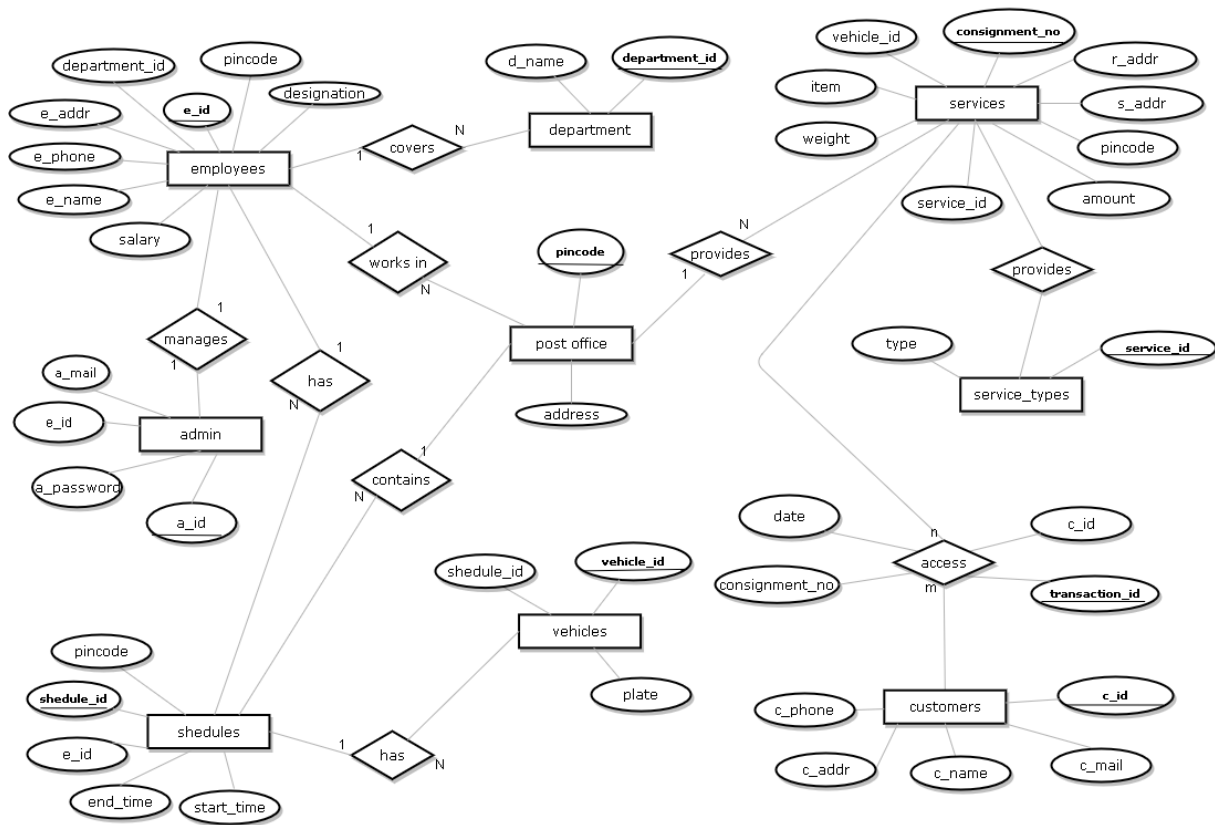 department_id
pincode
e_addr
e_id
designation
e_phone
employees
e_name
salary
covers
1
N
d_name
department_id
department
vehicle_id
consignment_no
r_addr
item
services
s_addr
weight
pincode
service_id
amount
1
works in
N
pincode
post office
address
N
provides
1
provides
type
service_id
service_types
1
manages
1
a_mail
e_id
admin
a_password
a_id
1
has
N
1
contains
N
date
n
c_id
access
consignment_no
m
transaction_id
shedule_id
vehicle_id
vehicles
plate
pincode
shedule_id
shedules
e_id
end_time
start_time
1
has
N
c_phone
customers
c_id
c_addr
c_name
c_mail